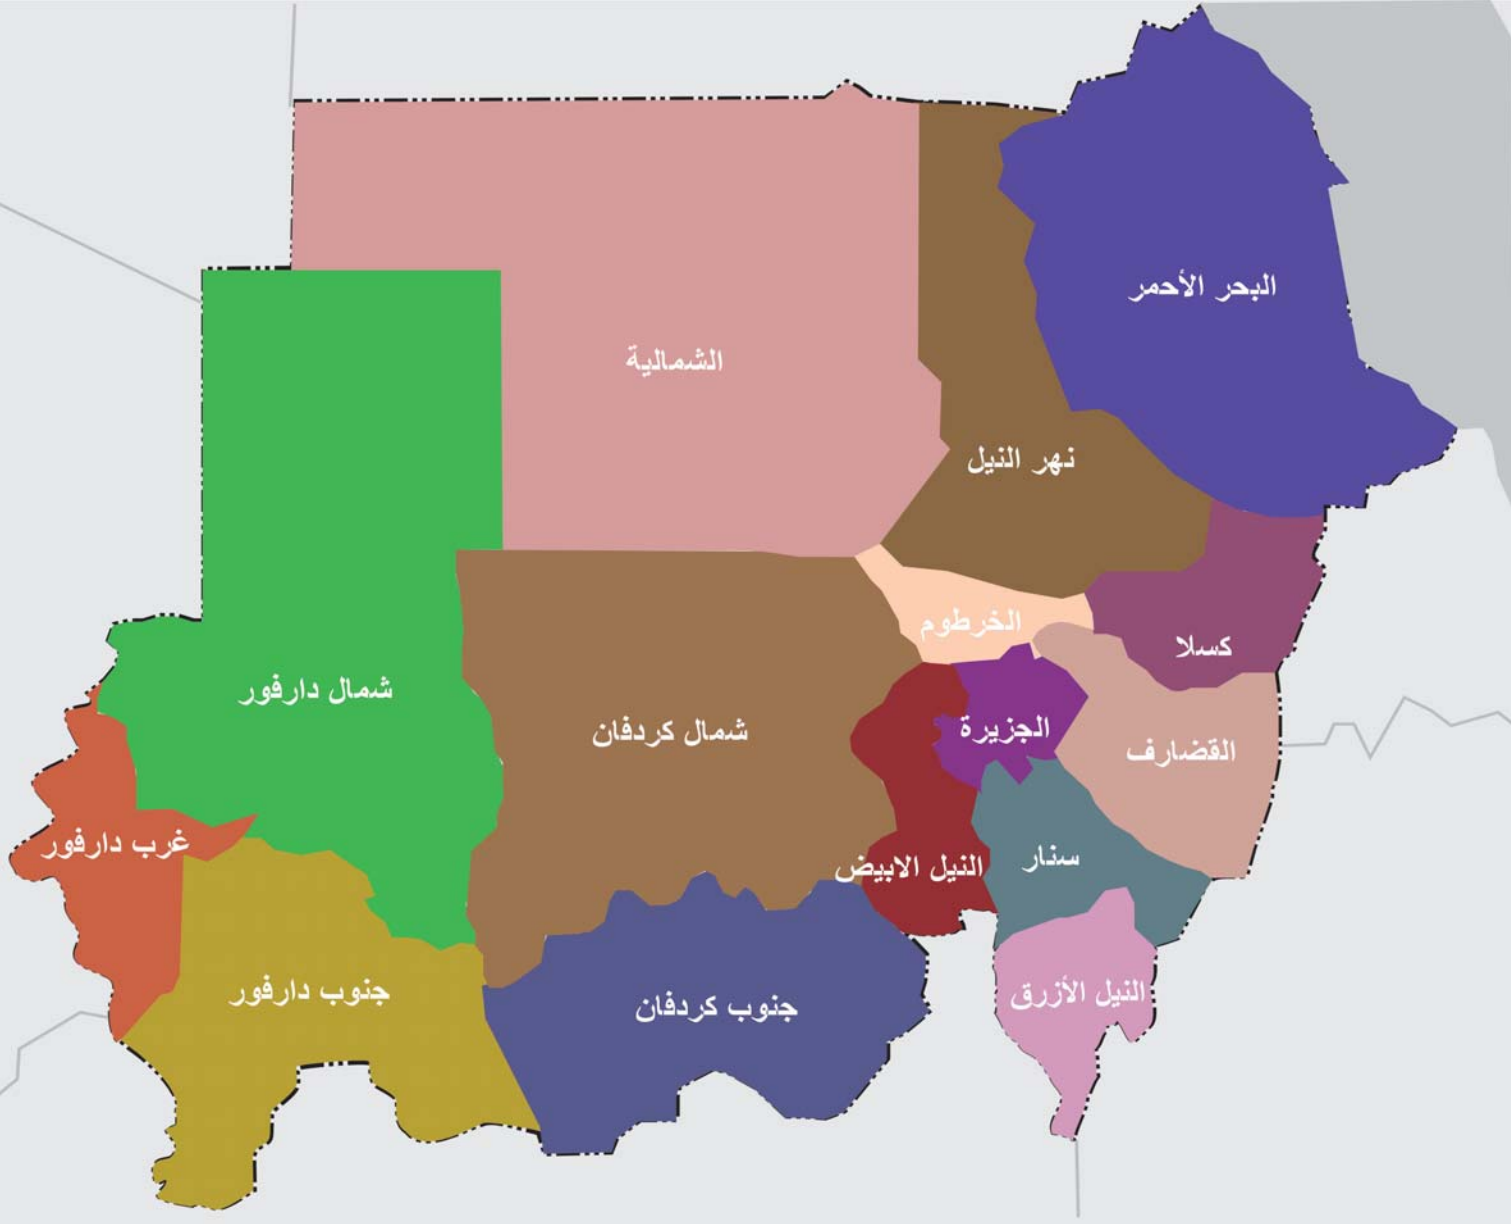 البحر الأحمر
الشمالية
نهر النيل
الخرطوم
كسلا
شمال دارفور
شمال كردفان
الجزيرة
القضارف
غرب دارفور
النيل الابيض
سنار
جنوب دارفور
جنوب كردفان
النيل الأزرق